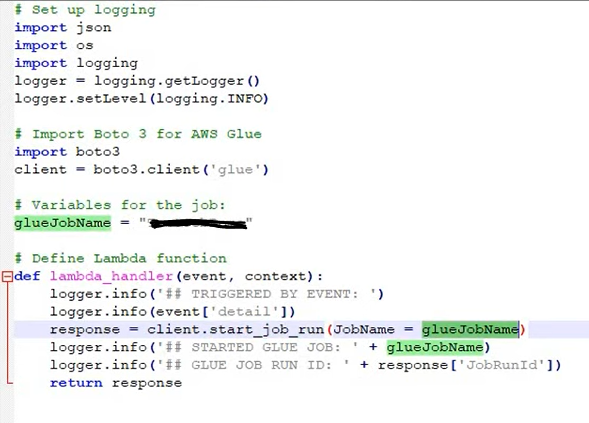 # Set up logging
import json
import os
import logging
logger = logging.getLogger()
logger.setLevel(logging.INFO)
# Import Boto 3 for AWS Glue
import boto3
client = boto3.client('glue')
# Variables for the job:
glueJobName = ""
# Define Lambda function
def lambda_handler(event, context):
logger.info('## TRIGGERED BY EVENT: ')
logger.info(event['detail'])
response = client.start_job_run(JobName = glueJobName)
logger.info('## STARTED GLUE JOB: ' + glueJobName)
logger.info('## GLUE JOB RUN ID: ' + response['JobRunId'])
return response